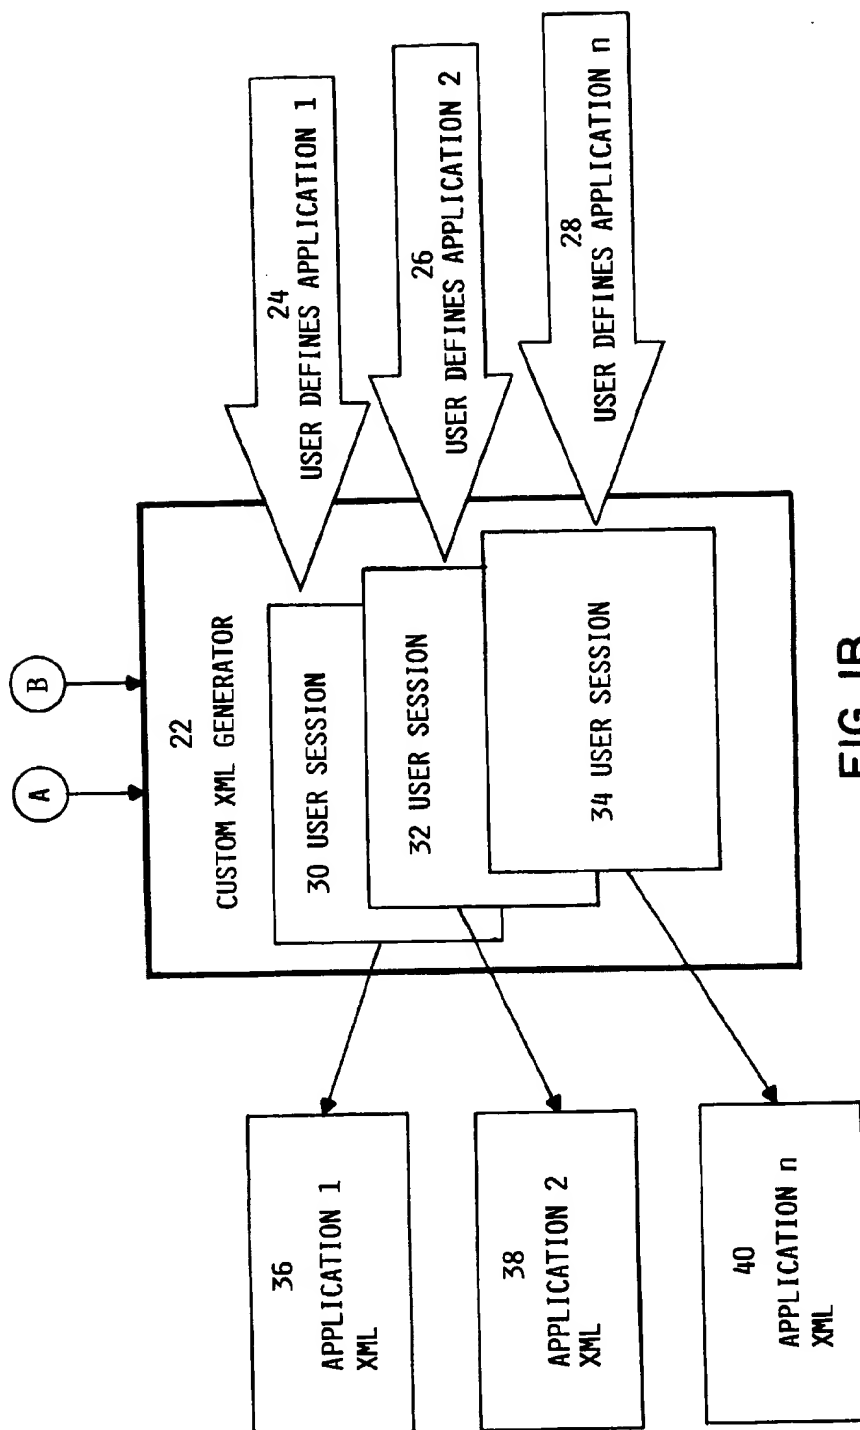 A
B
22
CUSTOM XML GENERATOR
30 USER SESSION
32 USER SESSION
34 USER SESSION
24
USER DEFINES APPLICATION 1
26
USER DEFINES APPLICATION 2
28
USER DEFINES APPLICATION n
36
APPLICATION 1
XML
38
APPLICATION 2
XML
40
APPLICATION n
XML
FIG. 1B